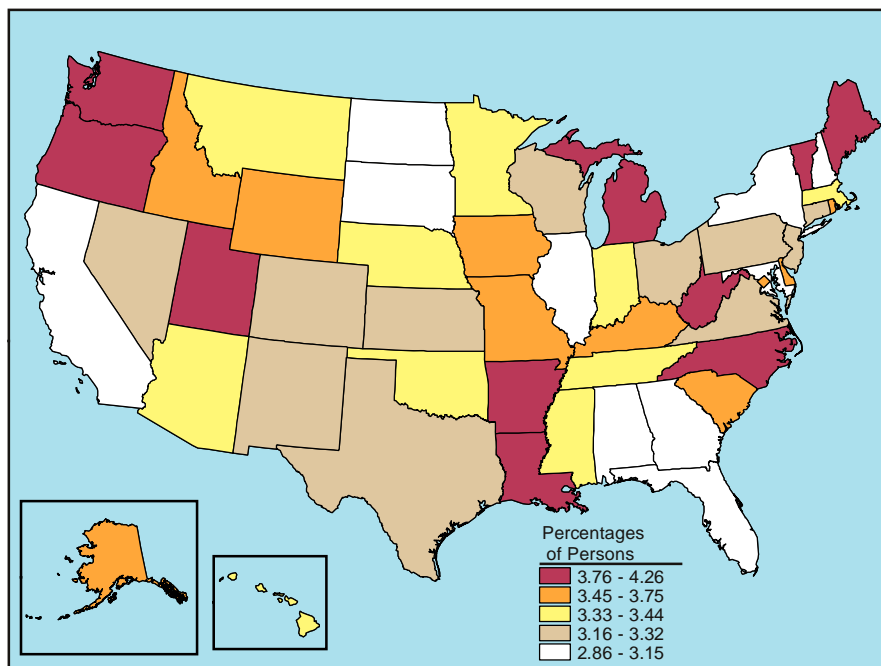 Percentages
of Persons
3.76 - 4.26
3.45 - 3.75
3.33 - 3.44
3.16 - 3.32
2.86 - 3.15